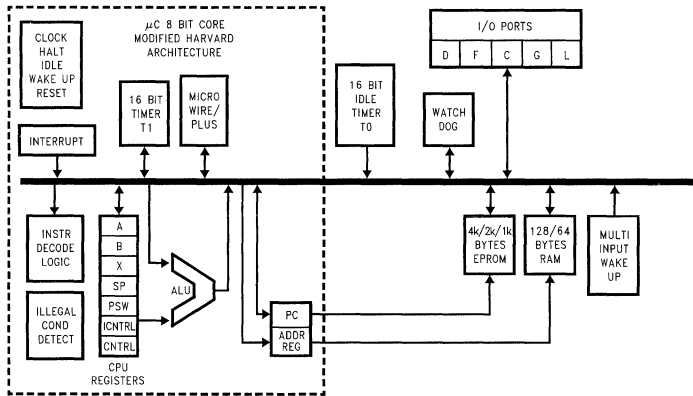 µC 8 BIT CORE
MODIFIED HARVARD
ARCHITECTURE
I/O PORTS
D F C G L
CLOCK
HALT
IDLE
WAKE UP
RESET
16 BIT
TIMER
T1
MICRO
WIRE/
PLUS
16 BIT
IDLE
TIMER
T0
WATCH
DOG
INTERRUPT
INSTR
DECODE
LOGIC
A
B
X
SP
PSW
ICNTRL
CNTRL
CPU
REGISTERS
ALU
ILLEGAL
COND
DETECT
PC
ADDR
REG
4k/2k/1k
BYTES
EPROM
128/64
BYTES
RAM
MULTI
INPUT
WAKE
UP